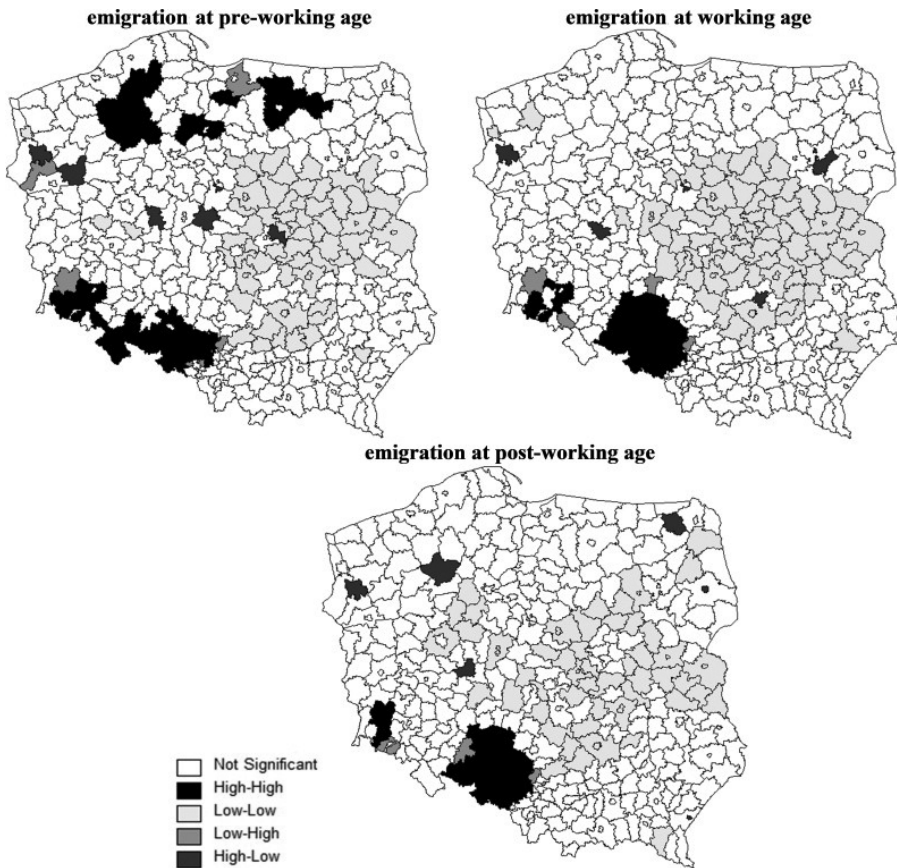 emigration at pre-working age
emigration at working age
emigration at post-working age
Not Significant
High-High
Low-Low
Low-High
High-Low